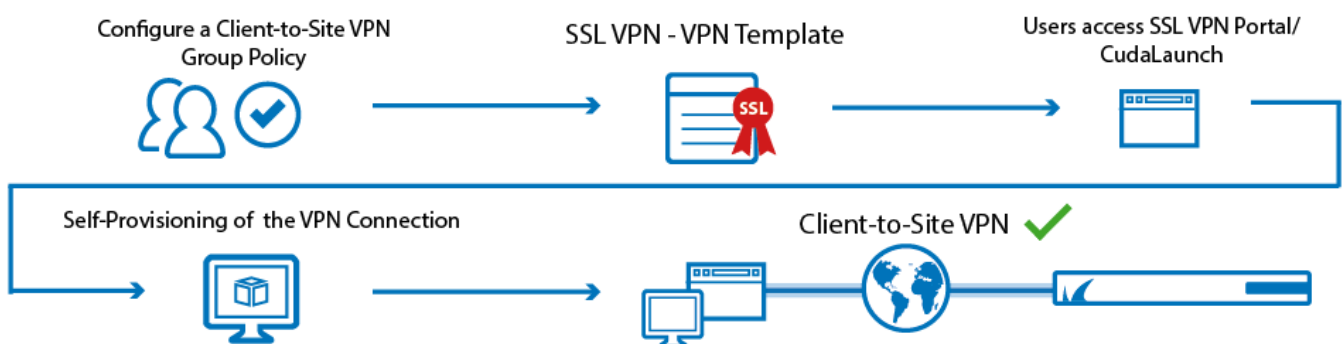 Configure a Client-to-Site VPN
Group Policy
SSL VPN - VPN Template
Users access SSL VPN Portal/
CudaLaunch
SSL
Self-Provisioning of the VPN Connection
Client-to-Site VPN